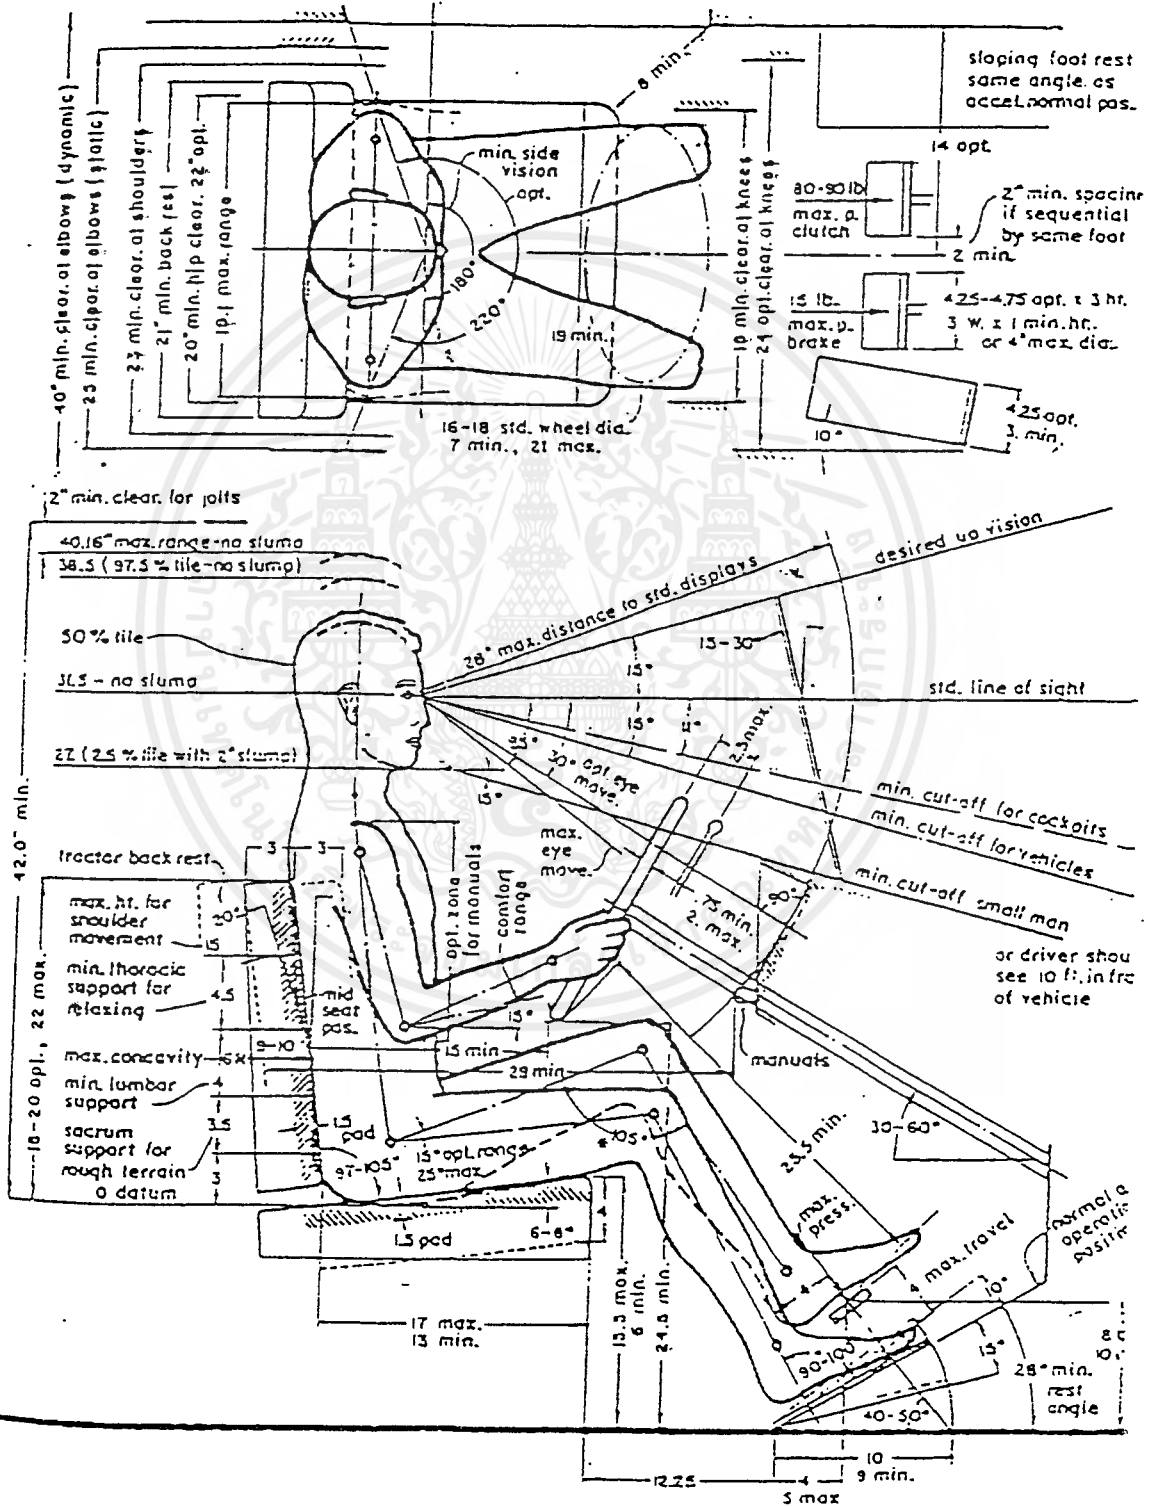 40" min. clear. at elbows (dynamic)
25 min. clear. at elbows (static)
23 min. clear. at shoulders
21" min. back rest
20" min. hip clear. 22" opt.
19.1 max. range
min. side
vision
opt.
180°
220°
19 min.
8 min.
16-18 std. wheel dia.
7 min., 21 max.
10 min. clear. at knees
24 opt. clear. at knees
sloping foot rest
same angle as
accel. normal pos.
14 opt.
80-90 lb
max. p.
clutch
2" min. spacing
if sequential
by same foot
2 min.
15 lb.
max. p.
brake
4.25-4.75 opt. x 3 ht.
3 w. x 1 min. ht.
or 4" max. dia.
10°
4.25 opt.
3. min.
2" min. clear. for jolts
40.16" max. range-no slump
38.5 (97.5 % tile-no slump)
50 % tile
31.5 - no slump
27 (2.5 % tile with 2" slump)
42.0" min.
28" max. distance to std. displays
desired up vision
15-30
15°
std. line of sight
15°
2.5 max.
30° opt. eye
move.
max.
eye
move.
min. cut-off for cockpits
min. cut-off for vehicles
min. cut-off small man
or driver shou
see 10 ft. in fro
of vehicle
tractor back rest
3
3
max. ht. for
shoulder
movement
20°
15
min. thoracic
support for
relaxing
4.5
mid
seat
pos.
9-10
max. concavity
min. lumbar
support
4
sacrum
support for
rough terrain
0 datum
3.5
3
18-20 opt., 22 max.
opt. zone
for manuals
comfort
range
15°
15 min
29 min
.75 min.
2. max.
90°
manuals
30-60°
1.5
pad
97-105°
15° opt. range
25° max
105°
25.5 min.
max.
press.
1.5 pad
6-8°
4
17 max.
13 min.
15.5 max.
6 min.
24.8 min.
4
4 max. travel
normal o
operatin
position
10°
15°
28° min.
rest
angle
90-100
40-50°
12.25
4
5 max
10
9 min.